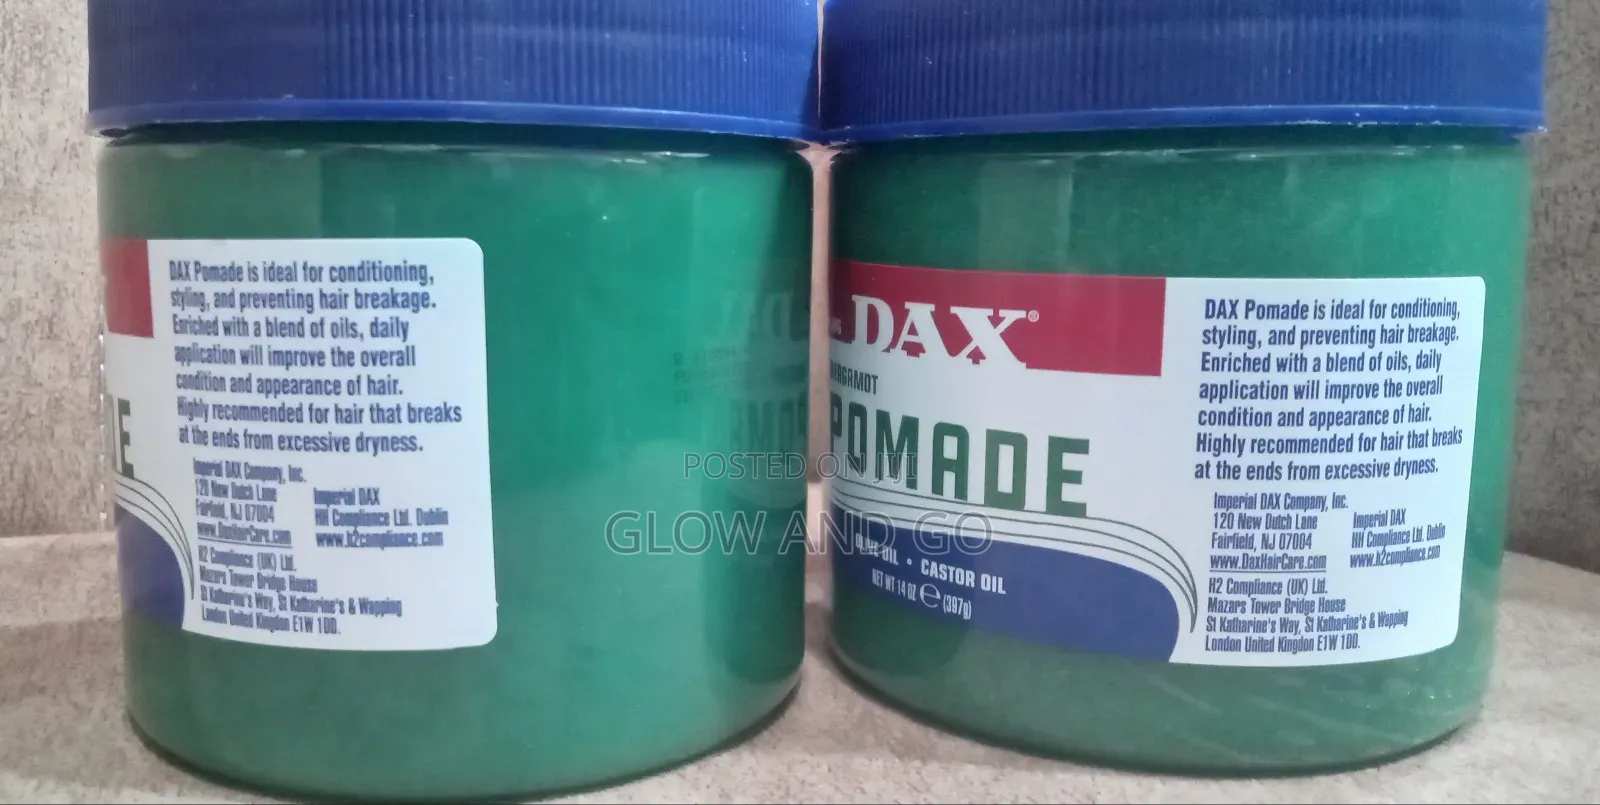 DAX Pomade is ideal for conditioning,
styling, and preventing hair breakage.
Enriched with a blend of oils, daily
application will improve the overall
condition and appearance of hair.
Highly recommended for hair that breaks
at the ends from excessive dryness.
Imperial DAX Company, Inc.
120 New Dutch Lane
Fairfield, NJ 07004
www.DaxHairCare.com
Imperial DAX
HH Compliance Ltd. Dublin
www.h2compliance.com
H2 Compliance (UK) Ltd.
Mazars Tower Bridge House
St Katharine's Way, St Katharine's & Wapping
London United Kingdon E1W 1DD.
DAX®
BERGAMOT
POMADE
OLIVE OIL • CASTOR OIL
NET WT 14 OZ ℮ (397g)
DAX Pomade is ideal for conditioning,
styling, and preventing hair breakage.
Enriched with a blend of oils, daily
application will improve the overall
condition and appearance of hair.
Highly recommended for hair that breaks
at the ends from excessive dryness.
Imperial DAX Company, Inc.
120 New Dutch Lane
Fairfield, NJ 07004
www.DaxHairCare.com
Imperial DAX
HH Compliance Ltd. Dublin
www.h2compliance.com
H2 Compliance (UK) Ltd.
Mazars Tower Bridge House
St Katharine's Way, St Katharine's & Wapping
London United Kingdon E1W 1DD.
POSTED ON JIJI
GLOW AND GO